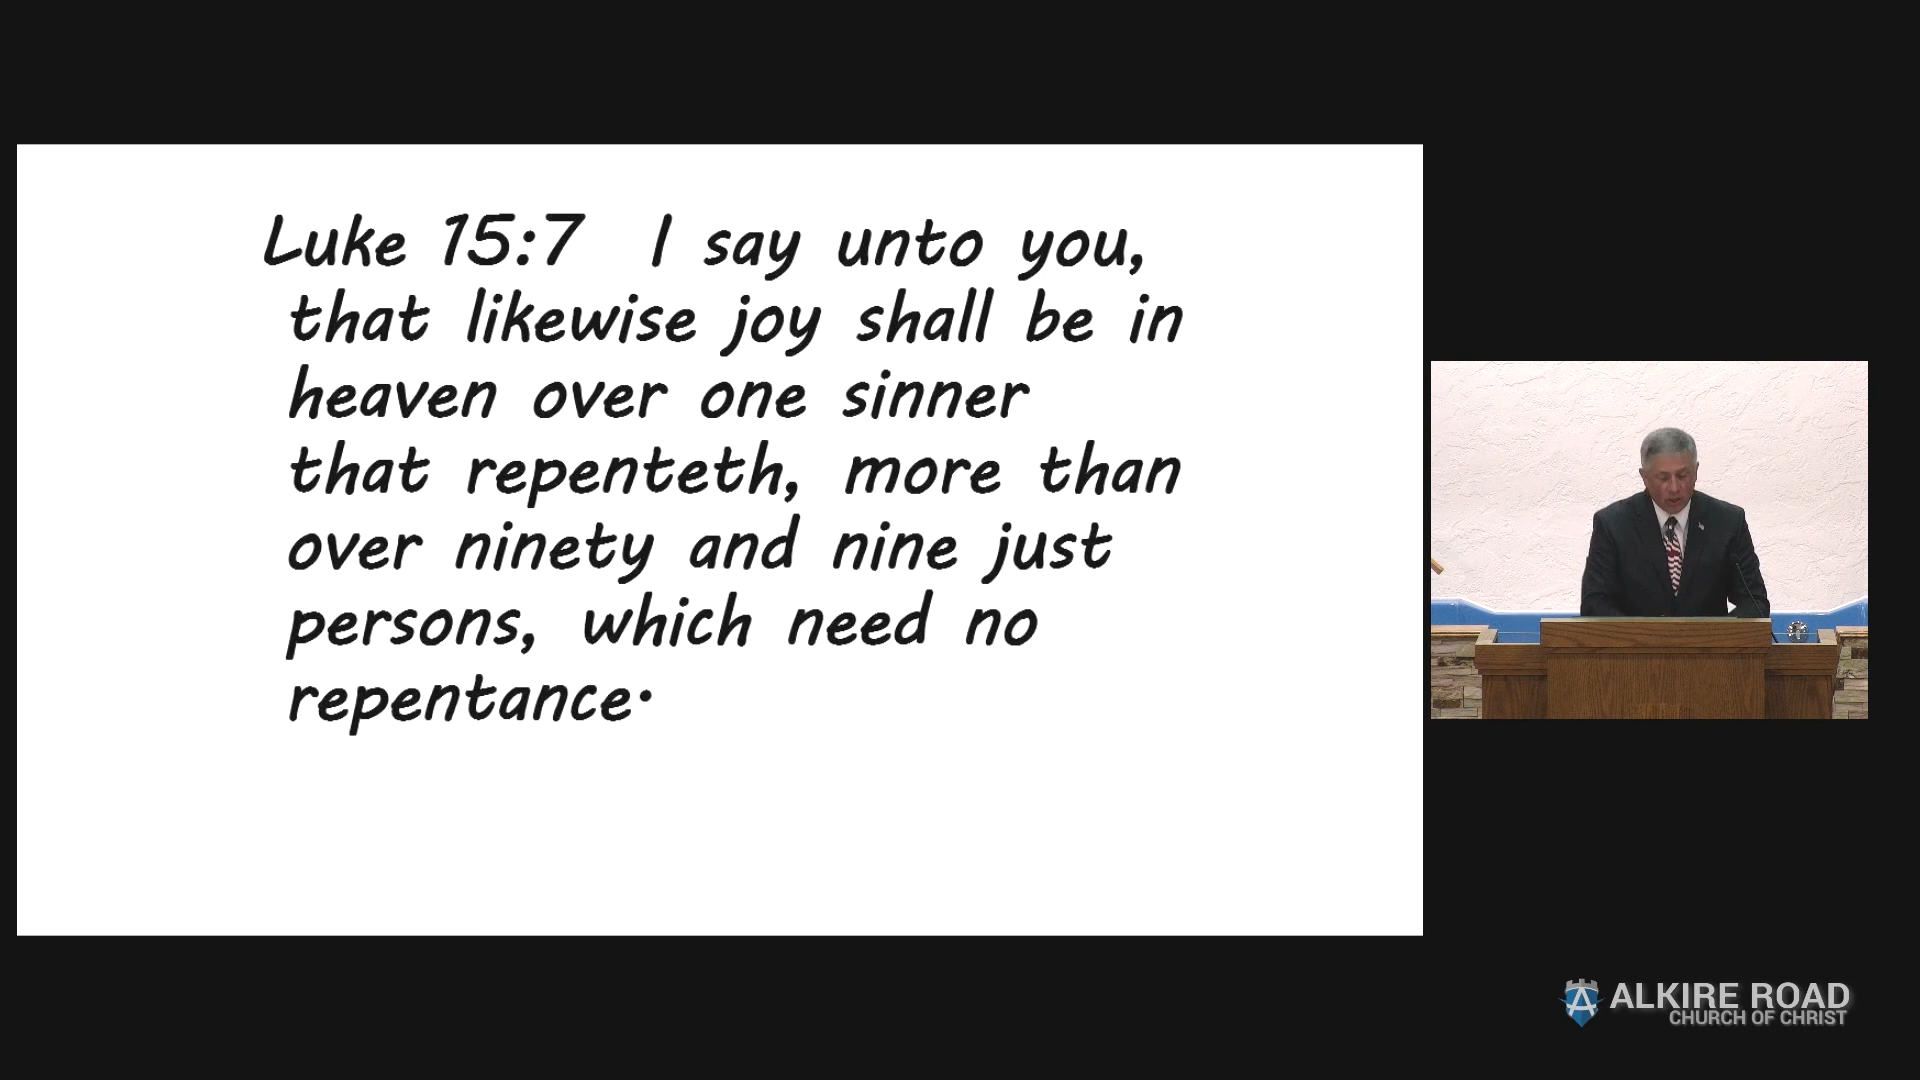 Luke 15:7 I say unto you,
that likewise joy shall be in
heaven over one sinner
that repenteth, more than
over ninety and nine just
persons, which need no
repentance.
ALKIRE ROAD
CHURCH OF CHRIST